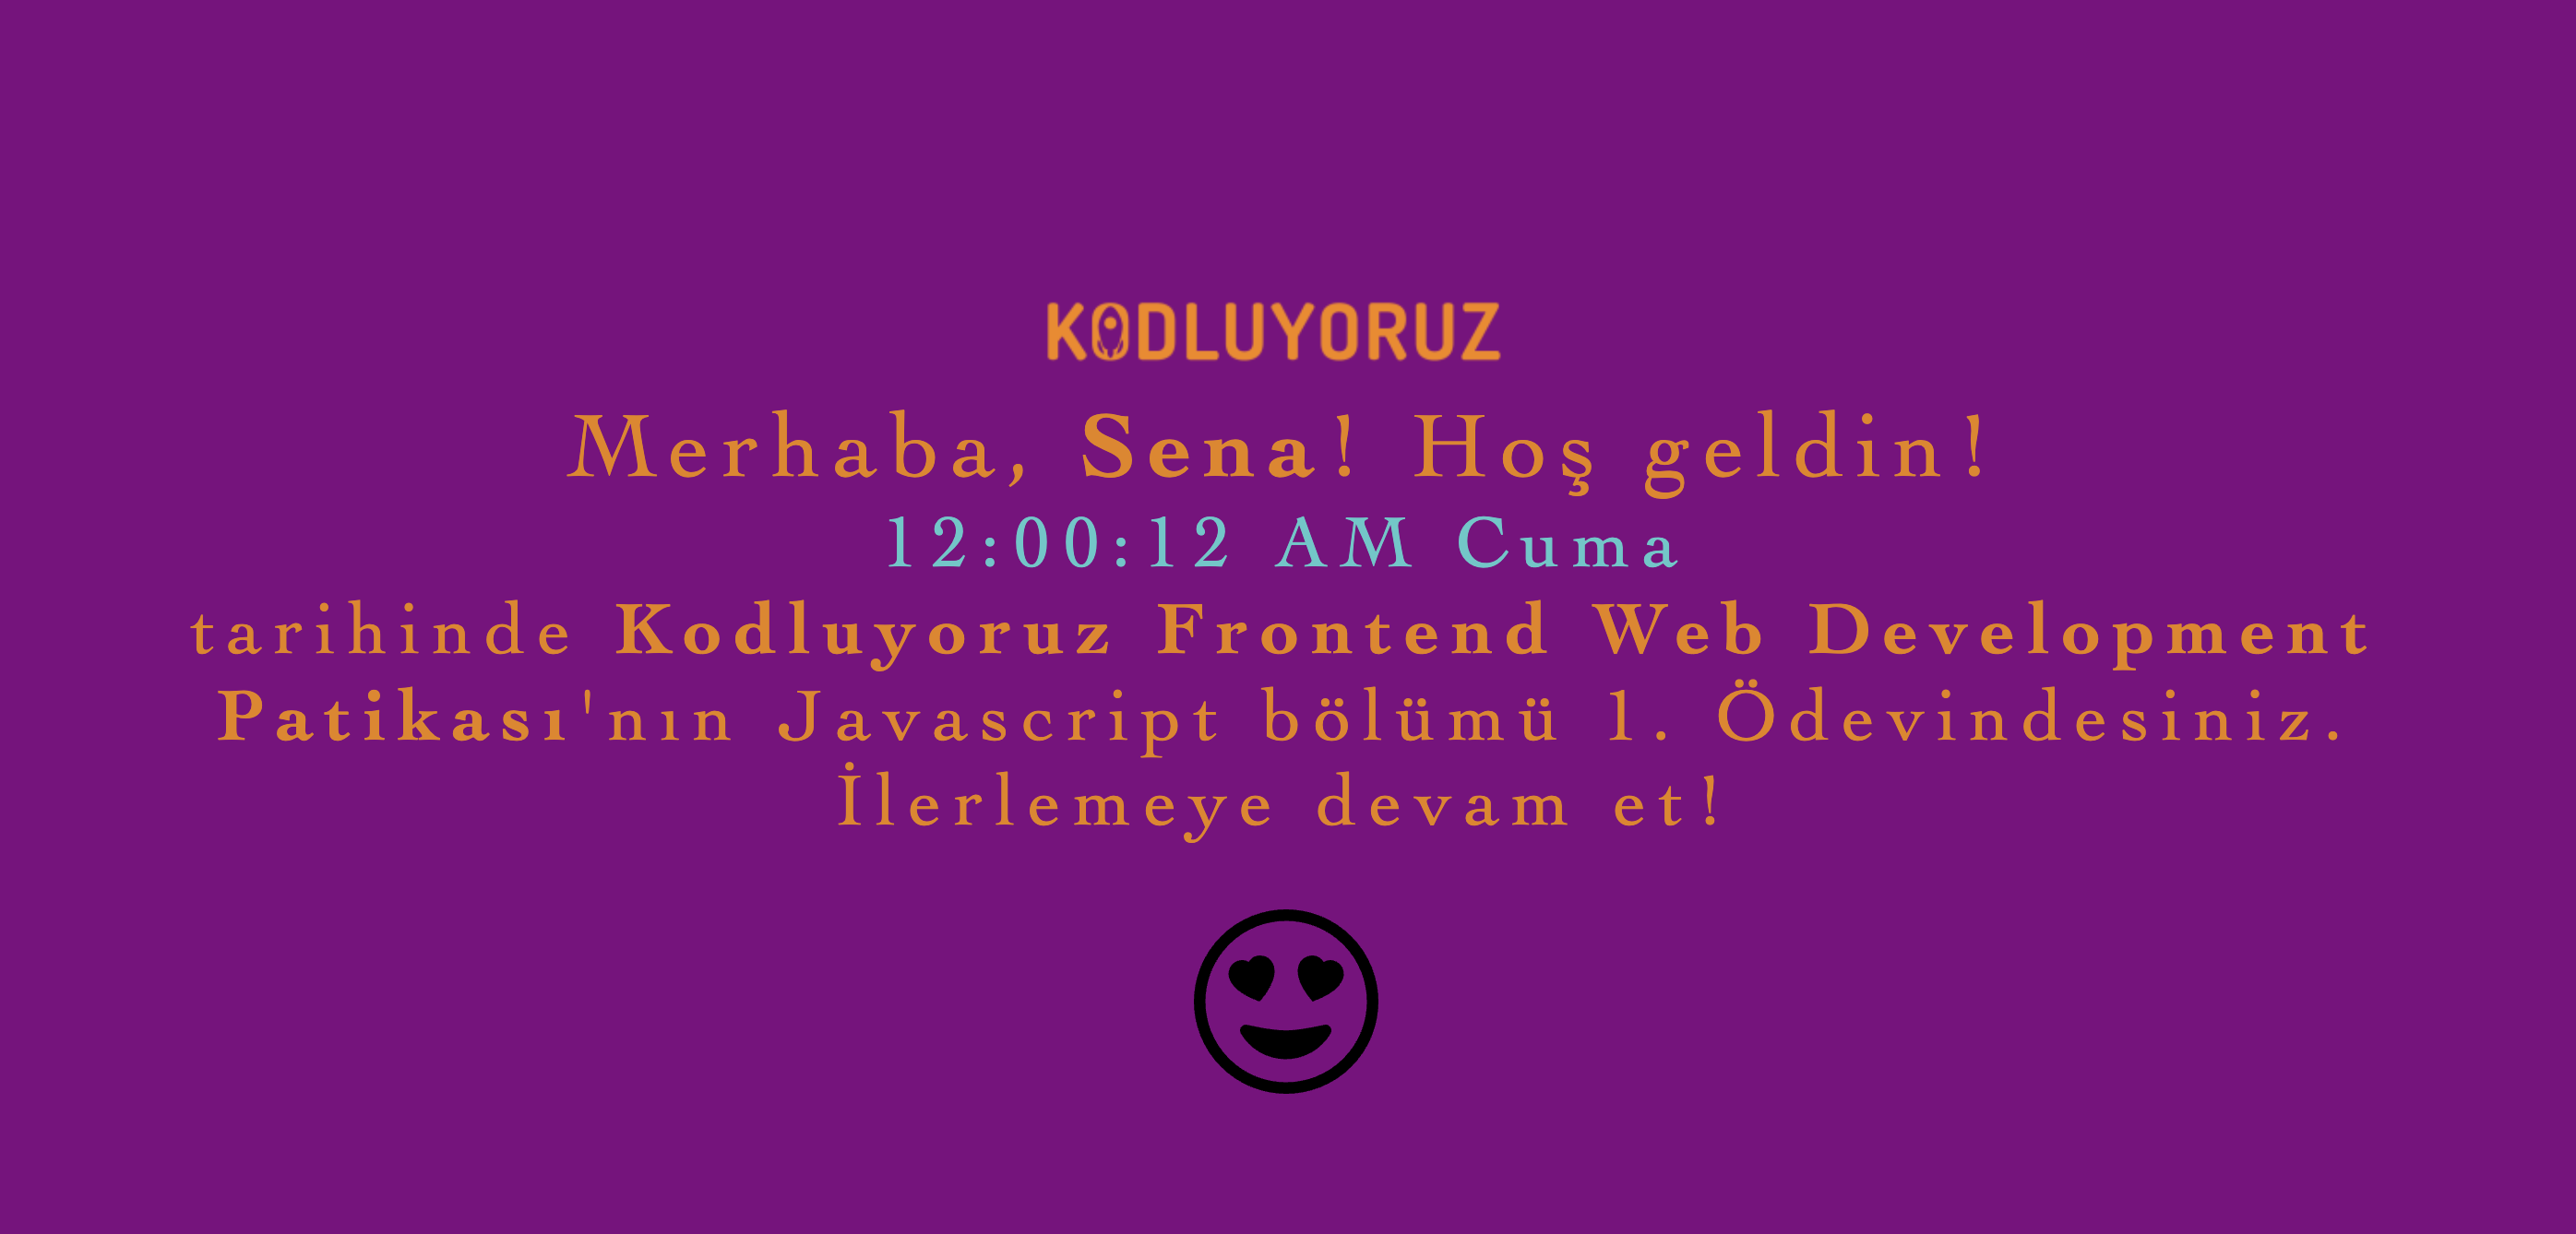 KODLUYORUZ
Merhaba, Sena! Hoş geldin!
12:00:12 AM Cuma
tarihinde Kodluyoruz Frontend Web Development
Patikası'nın Javascript bölümü 1. Ödevindesiniz.
İlerlemeye devam et!